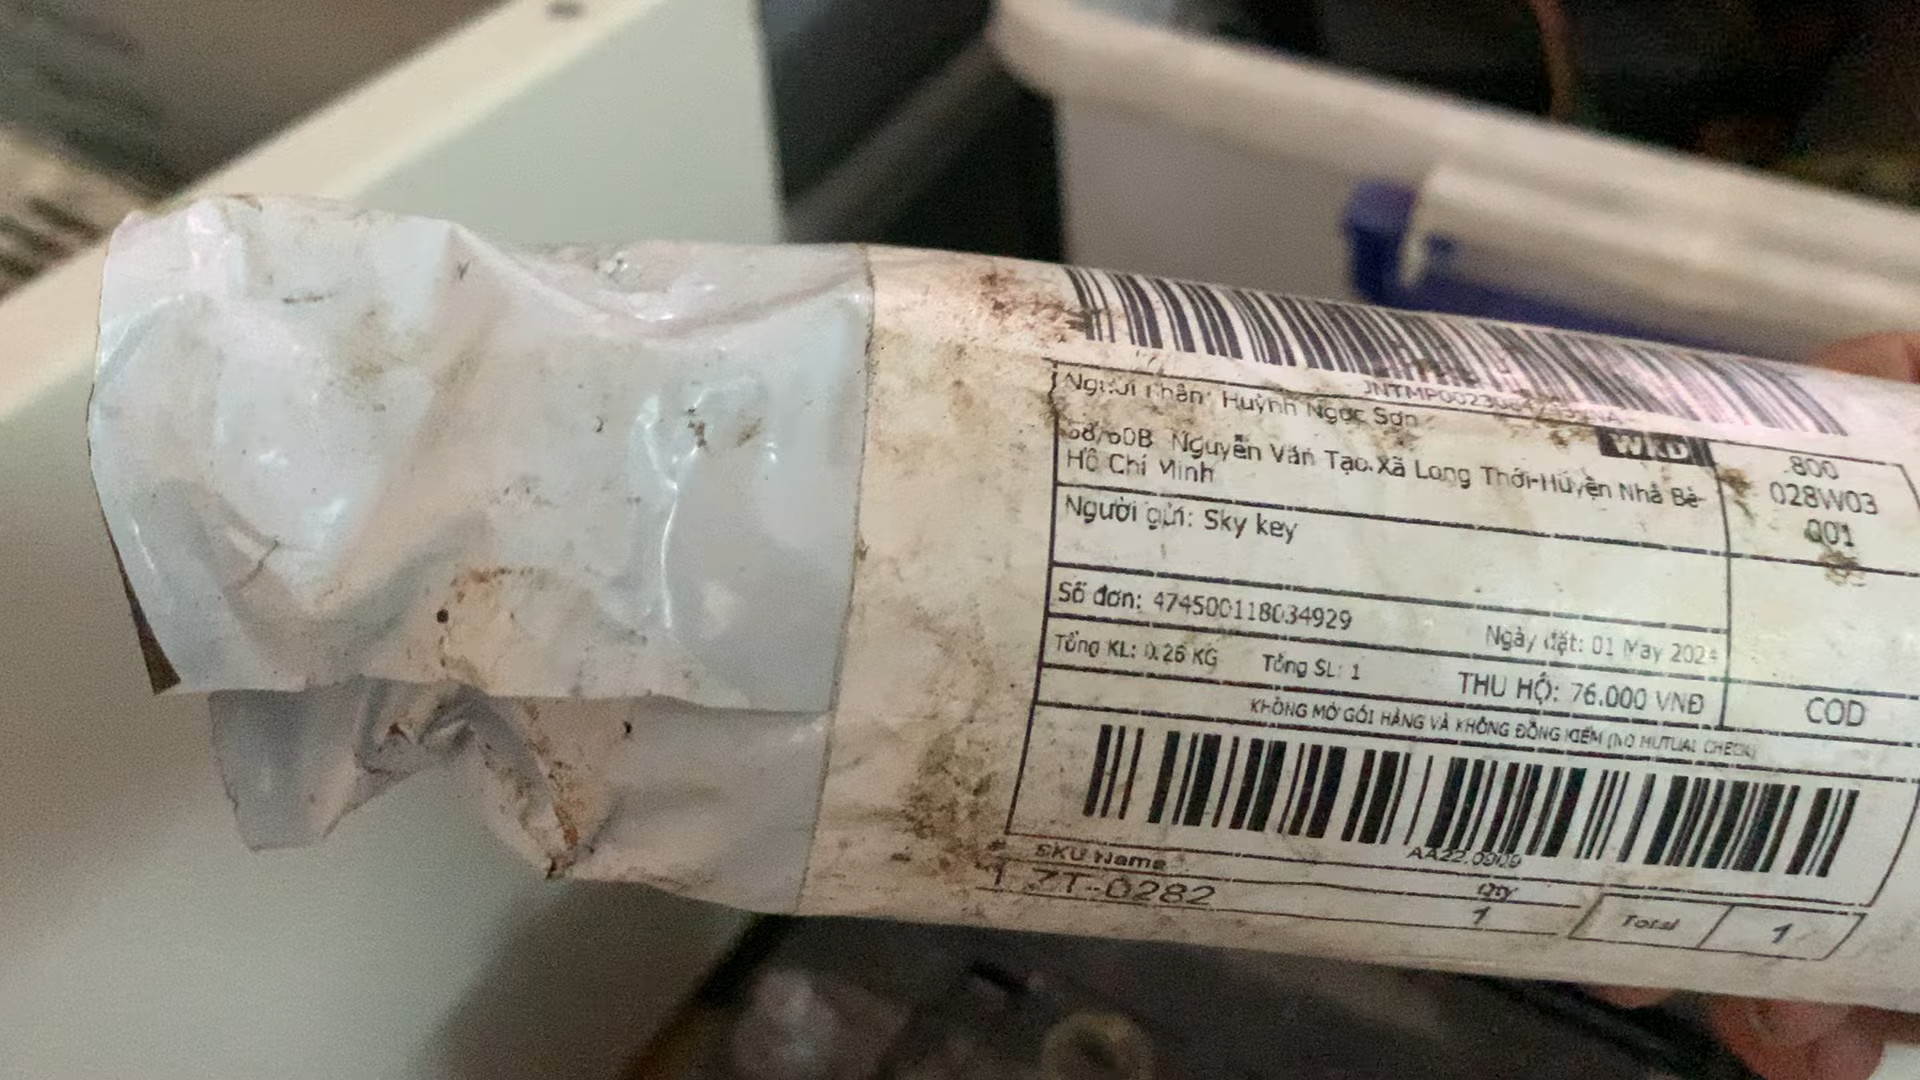 Người nhận: Huỳnh Ngọc Sơn
WKD
Nguyễn Văn Tạo,Xã Long Thới-Huyện Nhà Bè-
Hồ Chí Minh
800
028W03
001
Người gửi: Sky key
Số đơn: 474500118034929
Ngày đặt: 01 May 2024
Tổng KL: 0.26 KG
Tổng SL: 1
THU HỘ: 76.000 VNĐ
COD
KHÔNG MỞ GÓI HÀNG VÀ KHÔNG ĐỒNG KIỂM (NO MUTUAL CHECK)
AA22.0909
# SKU Name Qty
1 ZT-0282 1
Total 1